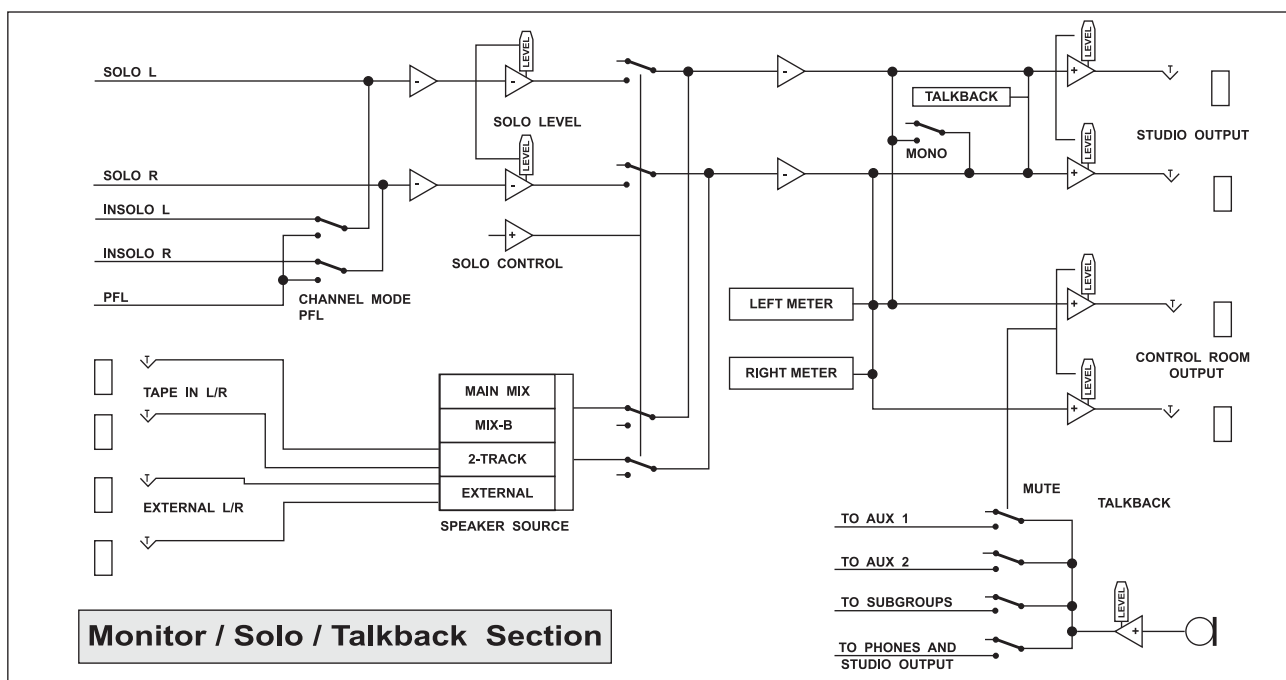 LEVEL
SOLO L
SOLO LEVEL
LEVEL
SOLO R
INSOLO L
INSOLO R
PFL
CHANNEL MODE
PFL
SOLO CONTROL
LEVEL
TALKBACK
MONO
LEVEL
STUDIO OUTPUT
T
T
LEFT METER
RIGHT METER
LEVEL
LEVEL
CONTROL ROOM
OUTPUT
T
T
T
TAPE IN L/R
T
T
EXTERNAL L/R
T
MAIN MIX
MIX-B
2-TRACK
EXTERNAL
SPEAKER SOURCE
MUTE
TALKBACK
TO AUX 1
TO AUX 2
TO SUBGROUPS
TO PHONES AND
STUDIO OUTPUT
LEVEL
Monitor / Solo / Talkback Section